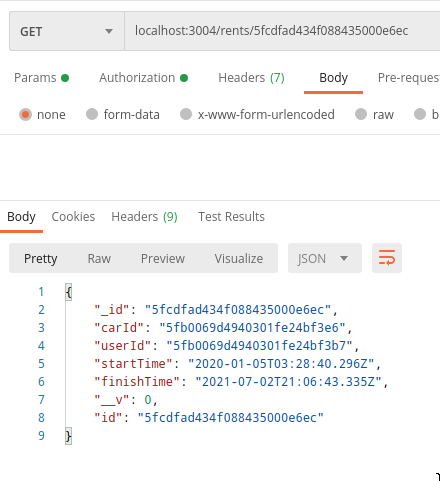 GET localhost:3004/rents/5fcdfad434f088435000e6ec
Params Authorization Headers (7) Body Pre-reques
none form-data x-www-form-urlencoded raw b
Body Cookies Headers (9) Test Results
Pretty Raw Preview Visualize JSON
1 {
2 "_id": "5fcdfad434f088435000e6ec",
3 "carId": "5fb0069d4940301fe24bf3e6",
4 "userId": "5fb0069d4940301fe24bf3b7",
5 "startTime": "2020-01-05T03:28:40.296Z",
6 "finishTime": "2021-07-02T21:06:43.335Z",
7 "__v": 0,
8 "id": "5fcdfad434f088435000e6ec"
9 }